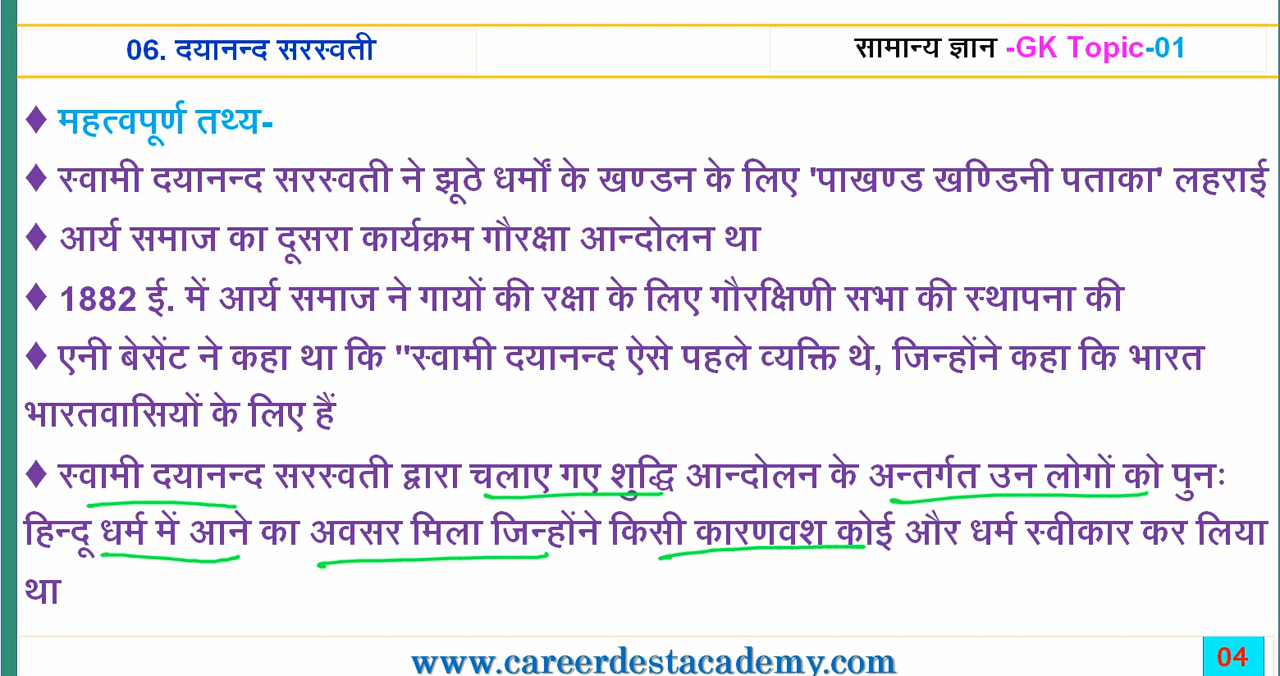 06. दयानन्द सरस्वती
सामान्य ज्ञान -GK Topic-01
♦ महत्वपूर्ण तथ्य-
♦ स्वामी दयानन्द सरस्वती ने झूठे धर्मों के खण्डन के लिए 'पाखण्ड खण्डिनी पताका' लहराई
♦ आर्य समाज का दूसरा कार्यक्रम गौरक्षा आन्दोलन था
♦ 1882 ई. में आर्य समाज ने गायों की रक्षा के लिए गौरक्षिणी सभा की स्थापना की
♦ एनी बेसेंट ने कहा था कि "स्वामी दयानन्द ऐसे पहले व्यक्ति थे, जिन्होंने कहा कि भारत
भारतवासियों के लिए हैं
♦ स्वामी दयानन्द सरस्वती द्वारा चलाए गए शुद्धि आन्दोलन के अन्तर्गत उन लोगों को पुनः
हिन्दू धर्म में आने का अवसर मिला जिन्होंने किसी कारणवश कोई और धर्म स्वीकार कर लिया
था
www.careerdestacademy.com
04